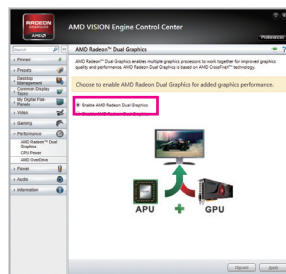 RADEON
GRAPHICS
AMD
AMD VISION Engine Control Center
Preferences
Search
AMD Radeon™ Dual Graphics
Pinned
Presets
Desktop
Management
Common Display
Tasks
My Digital Flat-
Panels
Video
Gaming
Performance
AMD Radeon™ Dual
Graphics
CPU Power
AMD OverDrive
Power
Audio
Information
AMD Radeon™ Dual Graphics enables multiple graphics processors to work together for improved graphics
quality and performance. AMD Radeon Dual Graphics is based on AMD CrossFireX™ technology.
Choose to enable AMD Radeon Dual Graphics for added graphics performance.
Enable AMD Radeon Dual Graphics
APU + GPU
Discard
Apply